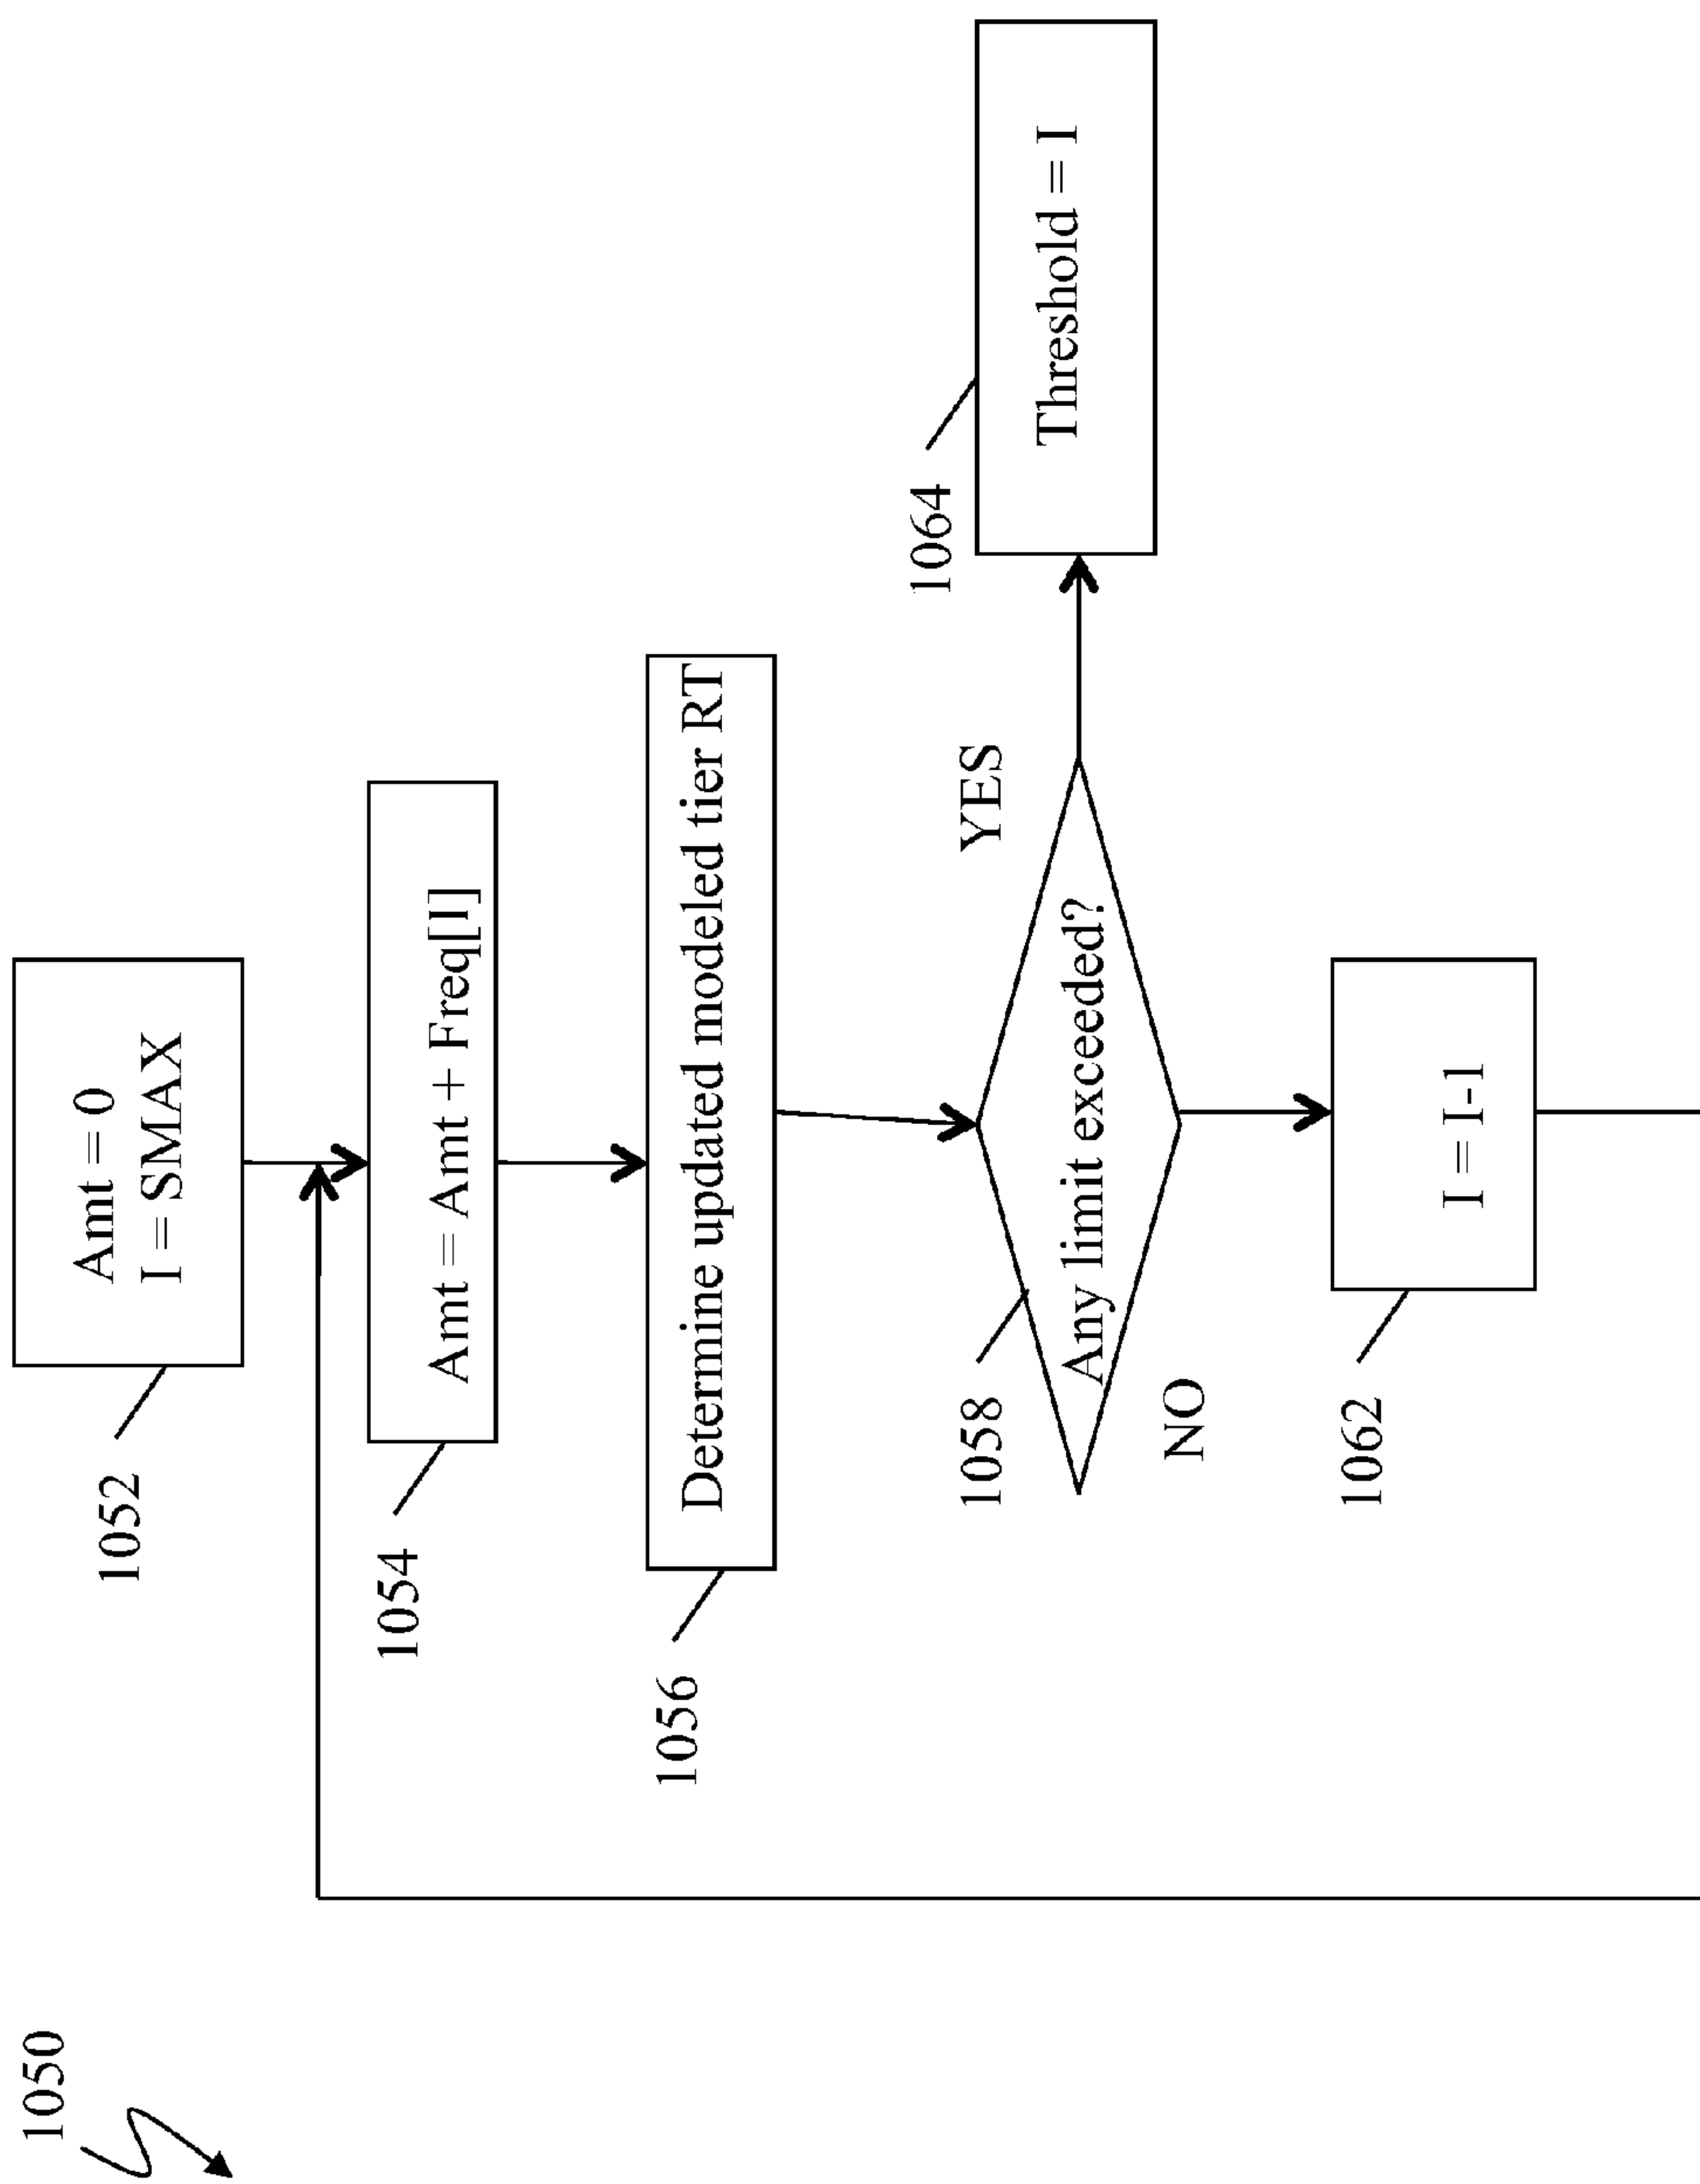 1050
1052
Amt = 0
I = SMAX
1054
Amt = Amt + Freq[I]
1056
Determine updated modeled tier RT
1058
Any limit exceeded?
YES
NO
1064
Threshold = I
1062
I = I-1